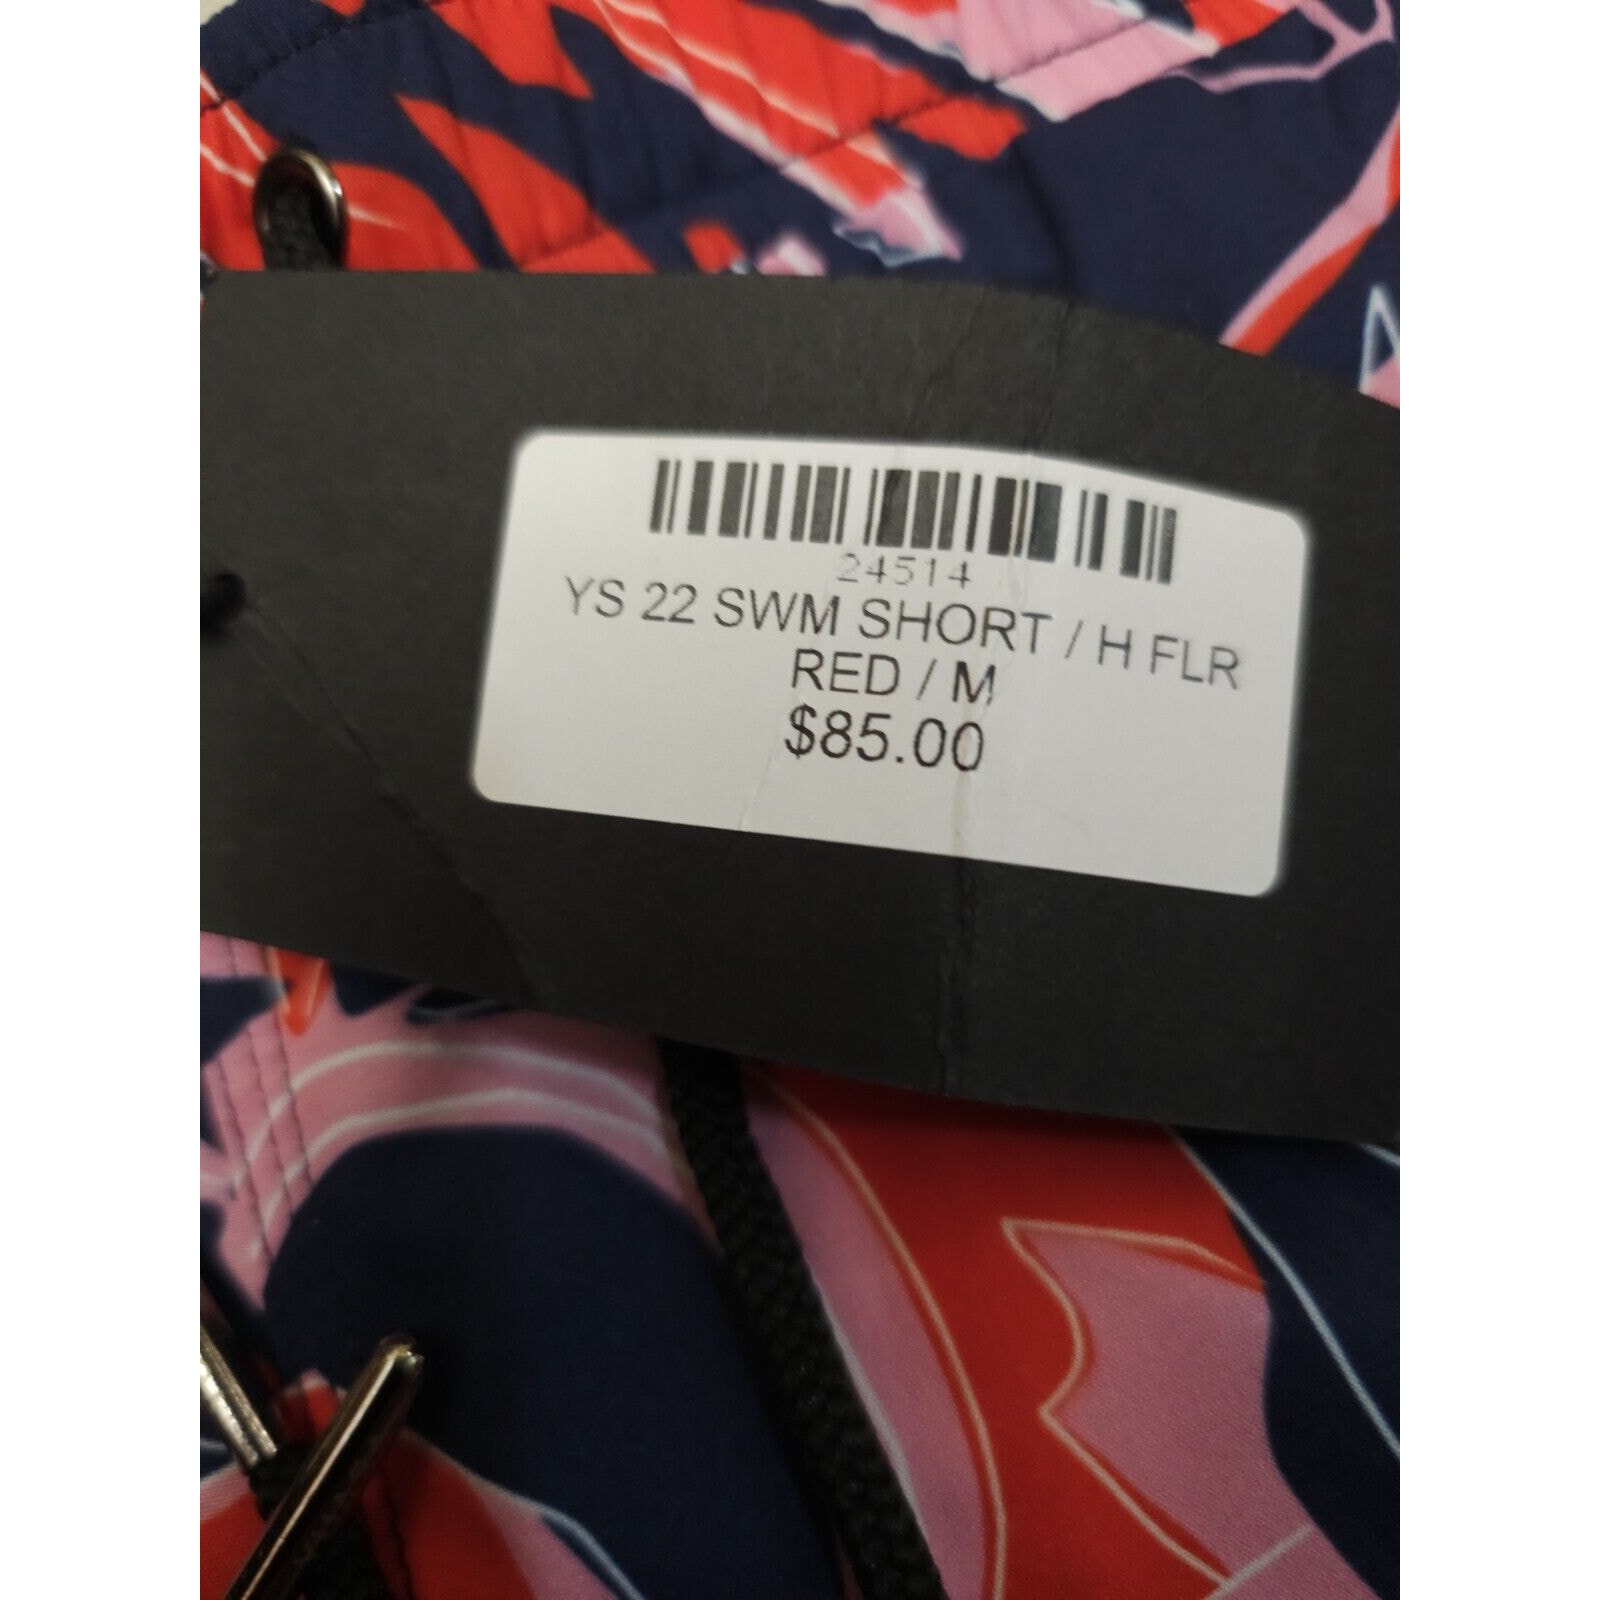 24514
YS 22 SWM SHORT / H FLR
RED / M
$85.00